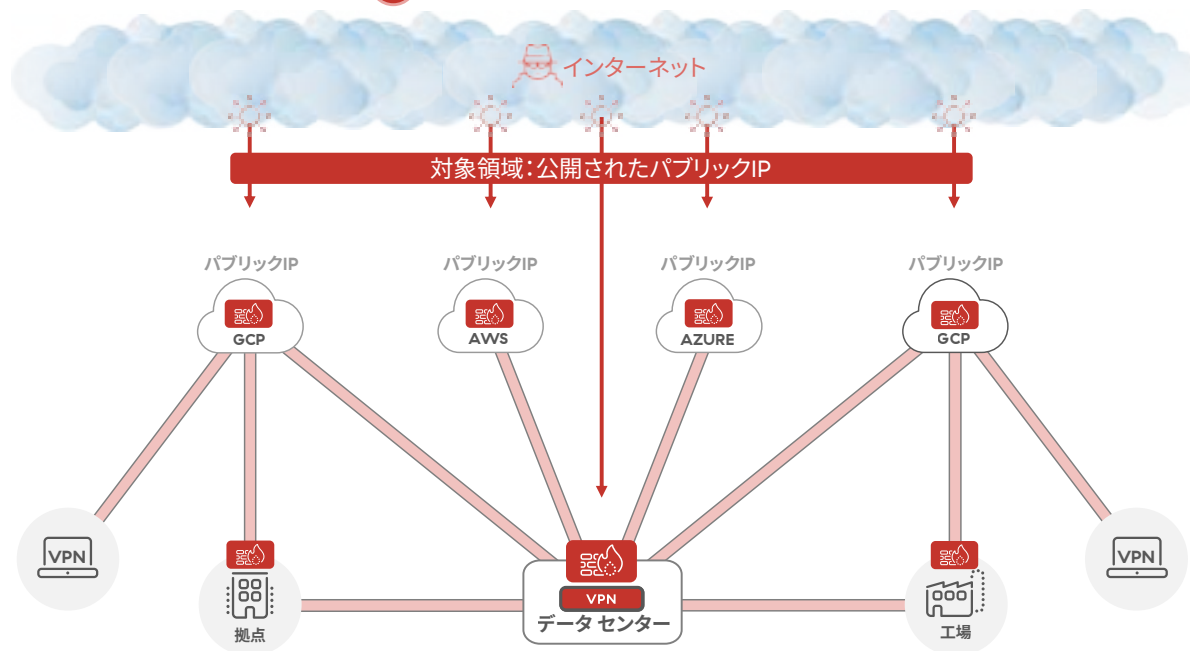 インターネット
対象領域：公開されたパブリックIP
パブリックIP
パブリックIP
パブリックIP
パブリックIP
GCP
AWS
AZURE
GCP
VPN
VPN
VPN
拠点
データ センター
工場